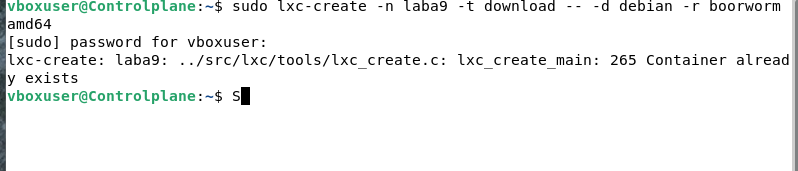 vboxuser@Controlplane:~$ sudo lxc-create -n laba9 -t download -- -d debian -r boorworm
amd64
[sudo] password for vboxuser:
lxc-create: laba9: ../src/lxc/tools/lxc_create.c: lxc_create_main: 265 Container alread
y exists
vboxuser@Controlplane:~$ S